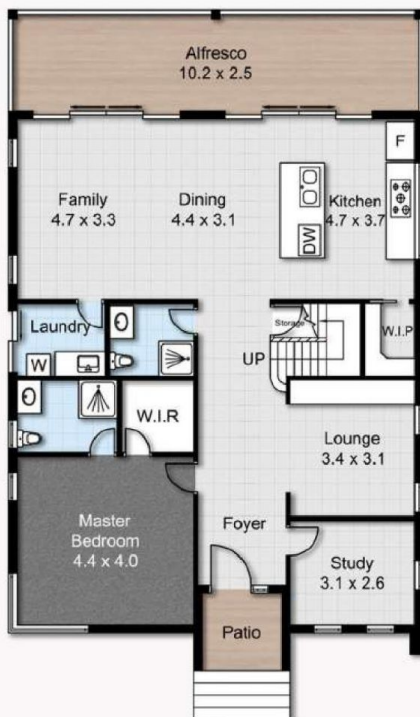 Alfresco
10.2 x 2.5
F
Family
4.7 x 3.3
Dining
4.4 x 3.1
Kitchen
4.7 x 3.7
DW
Laundry
W
Storage
UP
W.I.P
W.I.R
Lounge
3.4 x 3.1
Master
Bedroom
4.4 x 4.0
Foyer
Study
3.1 x 2.6
Patio